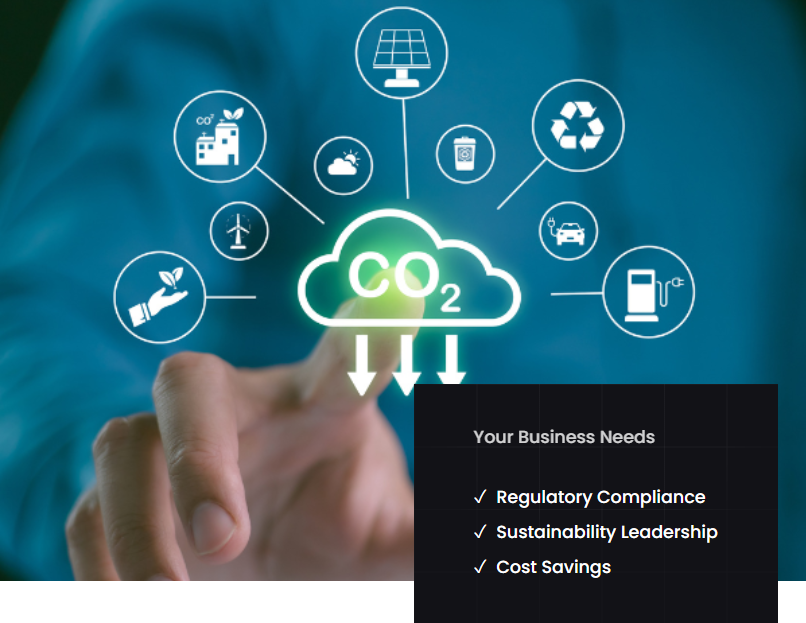 CO²
CO₂
Your Business Needs
✓ Regulatory Compliance
✓ Sustainability Leadership
✓ Cost Savings